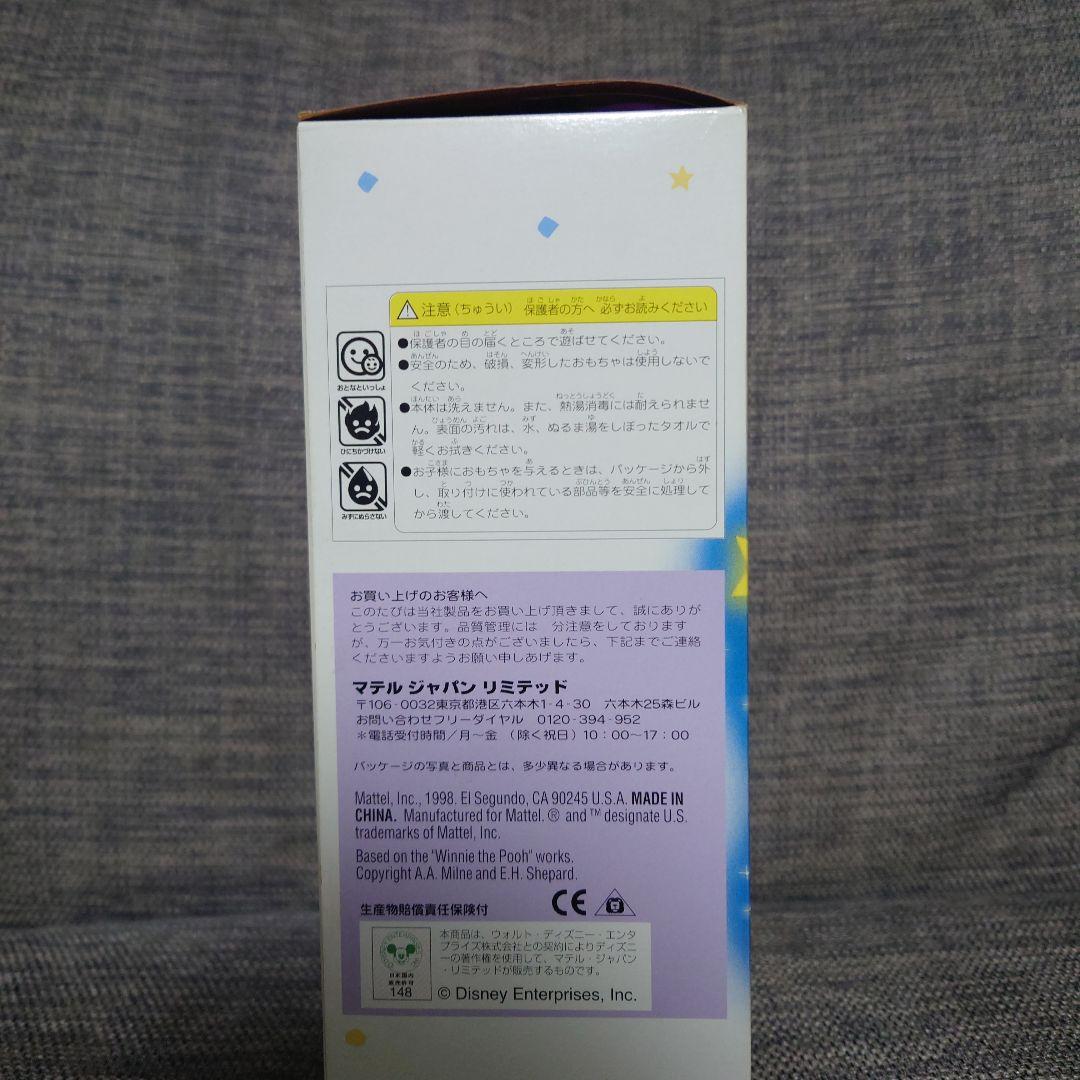 注意（ちゅうい） 保護者の方へ 必ずお読みください
●保護者の目の届くところで遊ばせてください。
●安全のため、破損、変形したおもちゃは使用しないで
ください。
●本体は洗えません。また、熱湯消毒には耐えられませ
ん。表面の汚れは、水、ぬるま湯をしぼったタオルで
軽くお拭きください。
●お子様におもちゃを与えるときは、パッケージから外
し、取り付けに使われている部品等を安全に処理して
から渡してください。
おとなといっしょ
ひにちかづけない
みずにぬらさない
お買い上げのお客様へ
このたびは当社製品をお買い上げ頂きまして、誠にありが
とうございます。品質管理には 分注意をしております
が、万一お気付きの点がございましたら、下記までご連絡
くださいますようお願い申しあげます。
マテル ジャパン リミテッド
〒106-0032東京都港区六本木1-4-30 六本木25森ビル
お問い合わせフリーダイヤル 0120-394-952
＊電話受付時間／月～金 （除く祝日）10：00～17：00
パッケージの写真と商品とは、多少異なる場合があります。
Mattel, Inc., 1998. El Segundo, CA 90245 U.S.A. MADE IN
CHINA. Manufactured for Mattel. ® and ™ designate U.S.
trademarks of Mattel, Inc.
Based on the "Winnie the Pooh" works.
Copyright A.A. Milne and E.H. Shepard.
生産物賠償責任保険付 CE
本商品は、ウォルト・ディズニー・エンタ
プライズ株式会社との契約によりディズニ
ーの著作権を使用して、マテル・ジャパン
・リミテッドが販売するものです。
日本国内
販売許可
148
© Disney Enterprises, Inc.